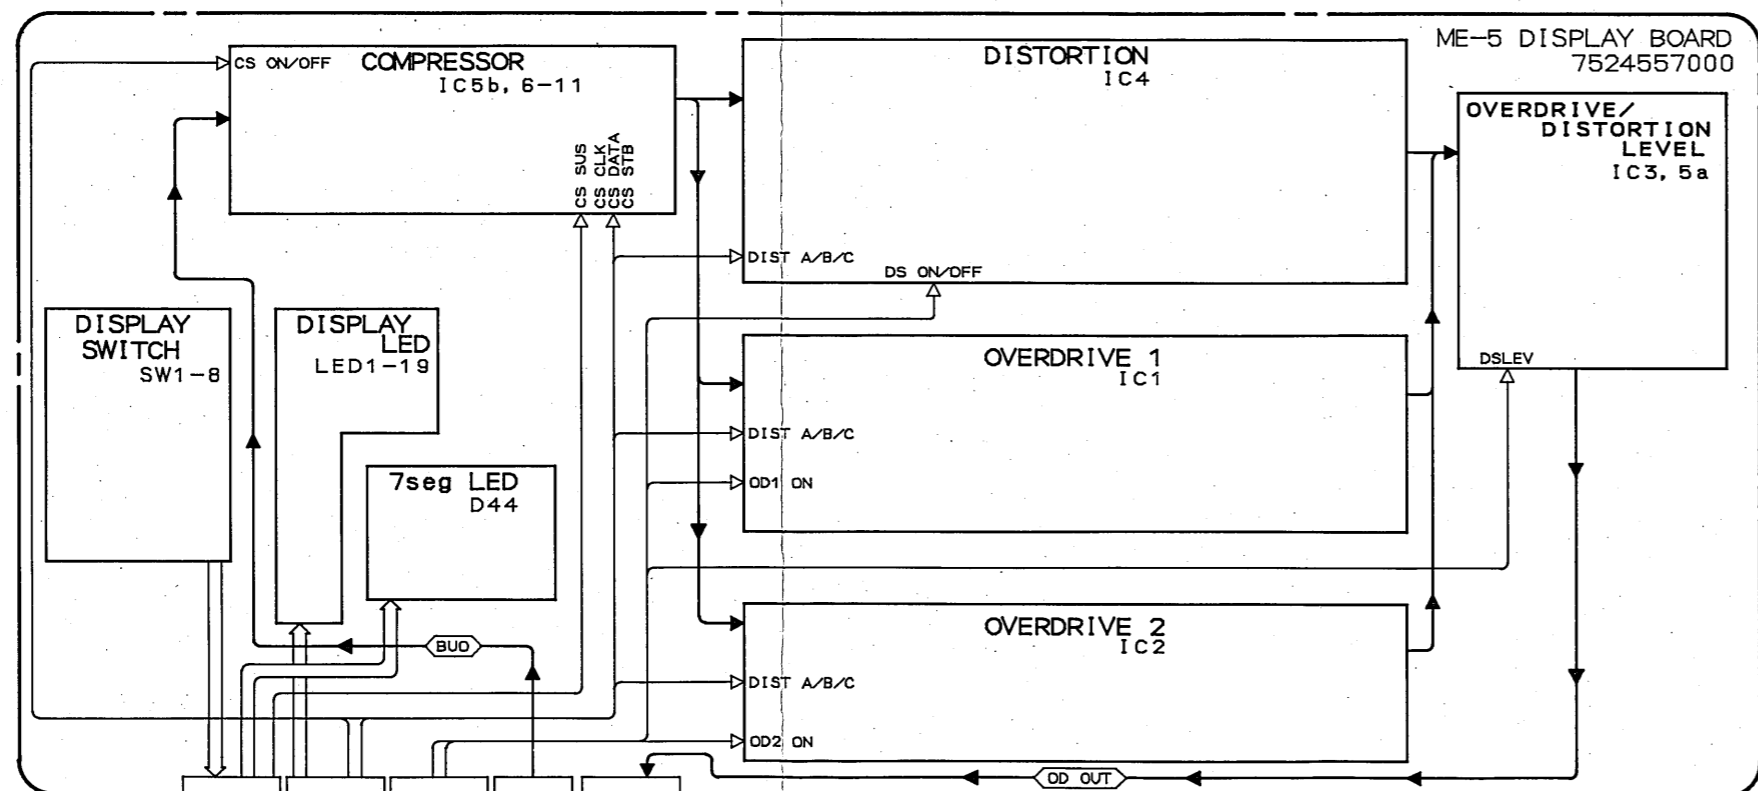 ME-5 DISPLAY BOARD
7524557000
CS ON/OFF
COMPRESSOR
IC5b, 6-11
CS SUS
CS CLK
CS DATA
CS STB
DISTORTION
IC4
DIST A/B/C
DS ON/OFF
OVERDRIVE/
DISTORTION
LEVEL
IC3, 5a
DSLEV
DISPLAY
SWITCH
SW1-8
DISPLAY
LED
LED1-19
7seg LED
D44
OVERDRIVE 1
IC1
DIST A/B/C
OD1 ON
BUO
OVERDRIVE 2
IC2
DIST A/B/C
OD2 ON
OD OUT